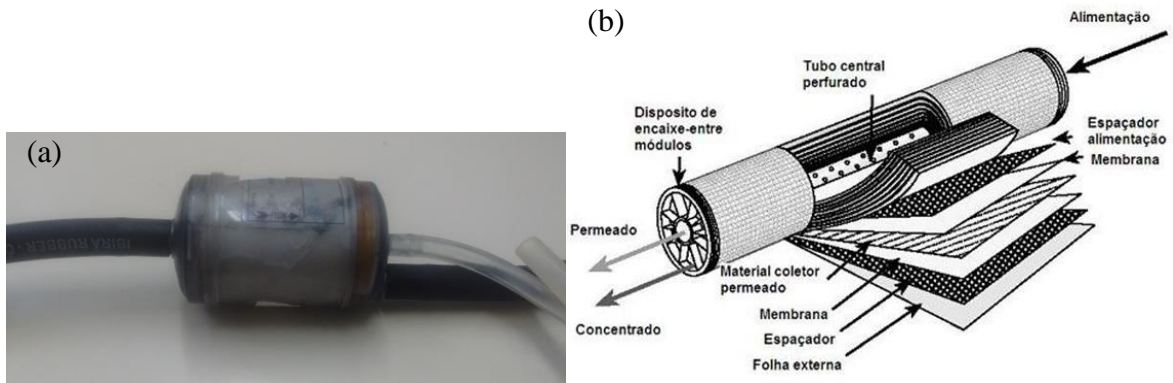 (a)
IBIRÁ RUBBER
(b)
Alimentação
Tubo central
perfurado
Disposito de
encaixe-entre
módulos
Espaçador
alimentação
Membrana
Permeado
Concentrado
Material coletor
permeado
Membrana
Espaçador
Folha externa